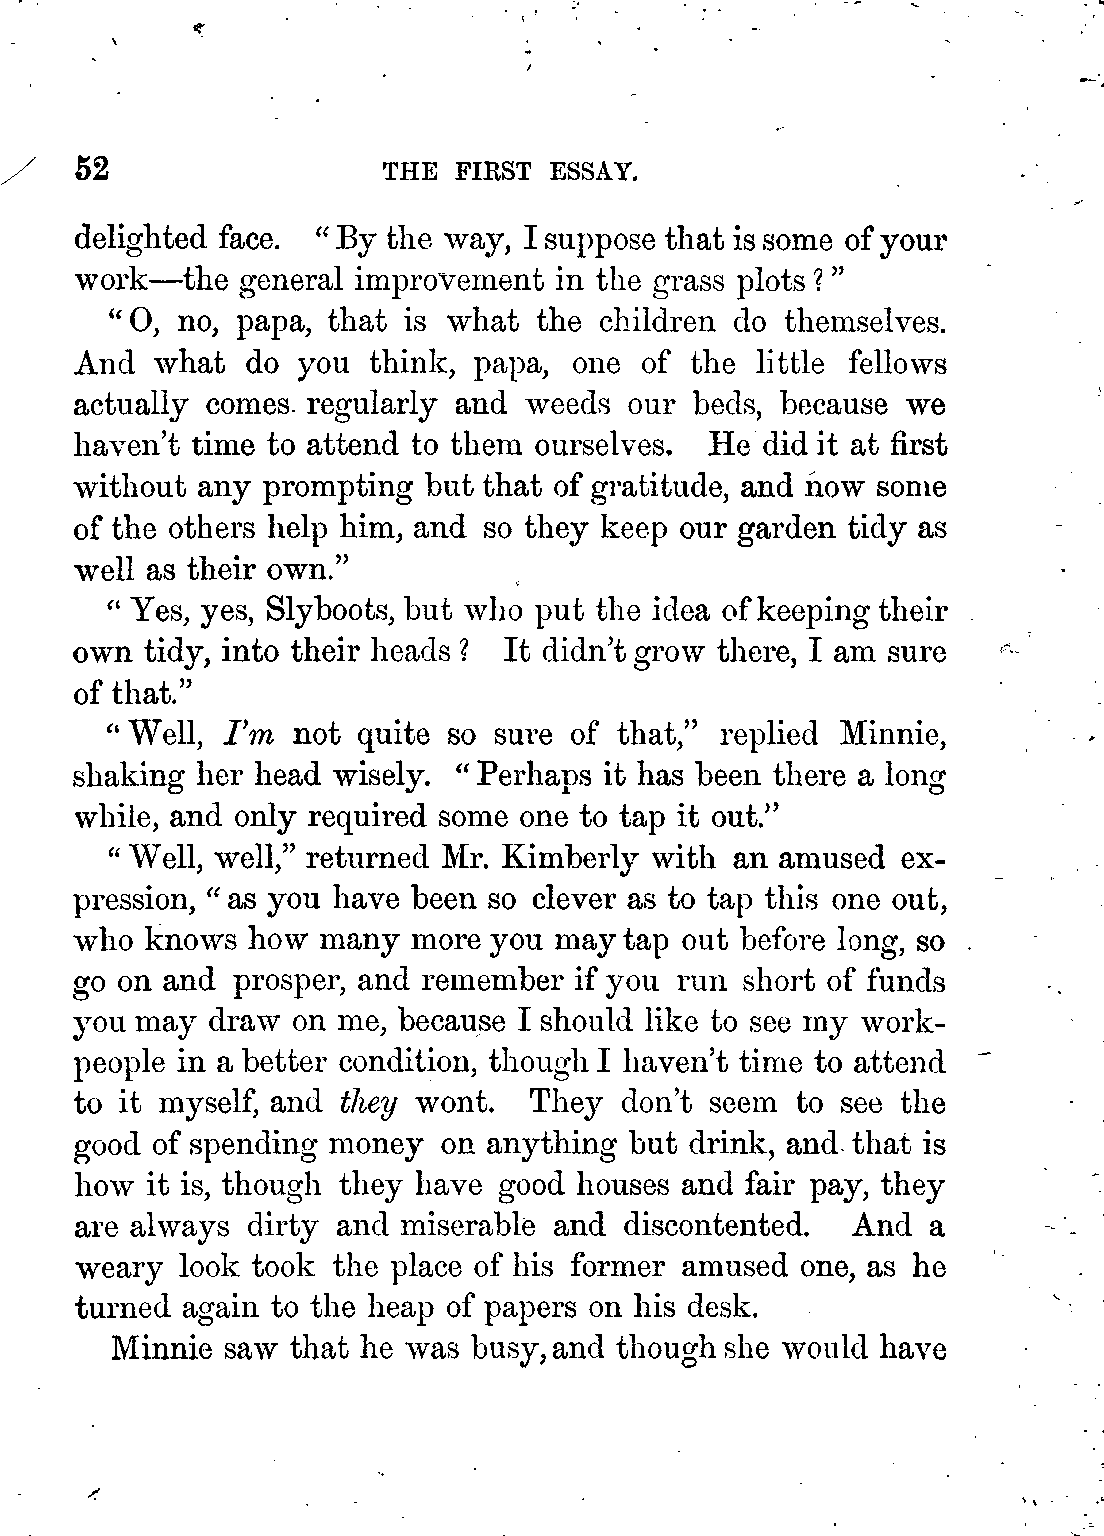 52 THE FIRST ESSAY.
delighted face. “By the way, I suppose that is some of your
work—the general improvement in the grass plots?”
“O, no, papa, that is what the children do themselves.
And what do you think, papa, one of the little fellows
actually comes regularly and weeds our beds, because we
haven’t time to attend to them ourselves. He did it at first
without any prompting but that of gratitude, and now some
of the others help him, and so they keep our garden tidy as
well as their own.”
“Yes, yes, Slyboots, but who put the idea of keeping their
own tidy, into their heads? It didn’t grow there, I am sure
of that.”
“Well, I’m not quite so sure of that,” replied Minnie,
shaking her head wisely. “Perhaps it has been there a long
while, and only required some one to tap it out.”
“Well, well,” returned Mr. Kimberly with an amused ex-
pression, “as you have been so clever as to tap this one out,
who knows how many more you may tap out before long, so
go on and prosper, and remember if you run short of funds
you may draw on me, because I should like to see my work-
people in a better condition, though I haven’t time to attend
to it myself, and they wont. They don’t seem to see the
good of spending money on anything but drink, and that is
how it is, though they have good houses and fair pay, they
are always dirty and miserable and discontented. And a
weary look took the place of his former amused one, as he
turned again to the heap of papers on his desk.
Minnie saw that he was busy, and though she would have